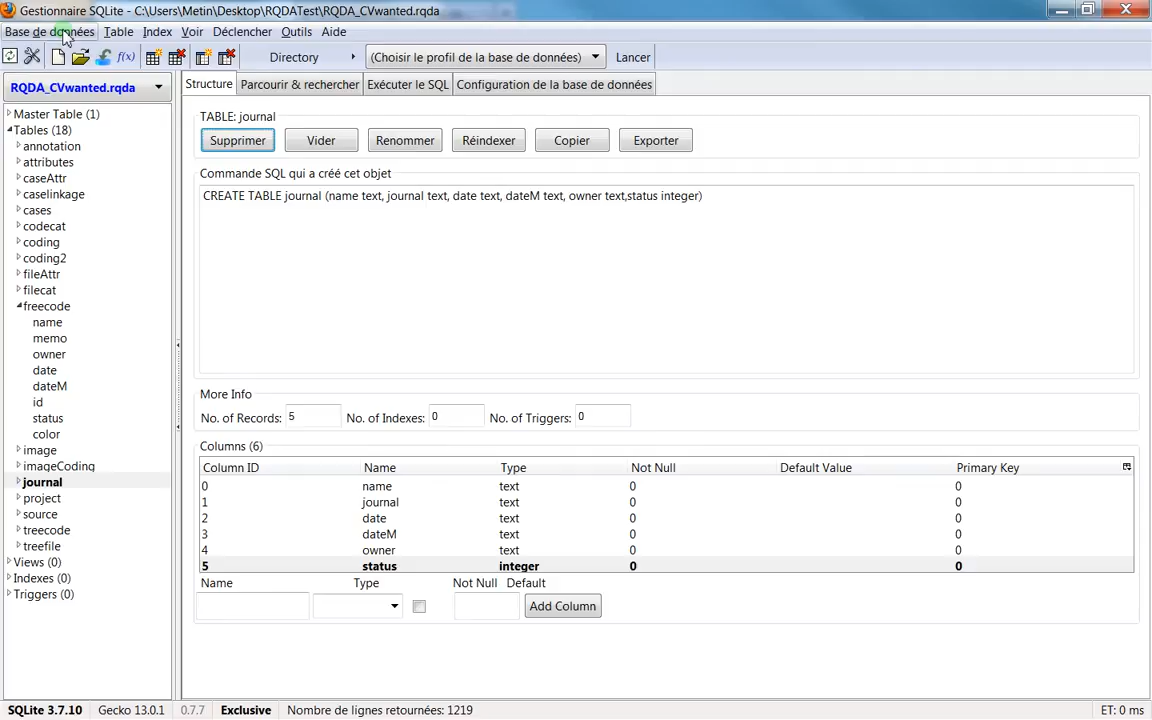 Gestionnaire SQLite - C:\Users\Metin\Desktop\RQDATest\RQDA_CVwanted.rqda
Base de données Table Index Voir Déclencher Outils Aide
f(x) Directory (Choisir le profil de la base de données) Lancer
RQDA_CVwanted.rqda
Structure Parcourir & rechercher Exécuter le SQL Configuration de la base de données
Master Table (1)
Tables (18)
annotation
attributes
caseAttr
caselinkage
cases
codecat
coding
coding2
fileAttr
filecat
freecode
name
memo
owner
date
dateM
id
status
color
image
imageCoding
journal
project
source
treecode
treefile
Views (0)
Indexes (0)
Triggers (0)
TABLE: journal
Supprimer Vider Renommer Réindexer Copier Exporter
Commande SQL qui a créé cet objet
CREATE TABLE journal (name text, journal text, date text, dateM text, owner text,status integer)
More Info
No. of Records: 5 No. of Indexes: 0 No. of Triggers: 0
Columns (6)
Column ID Name Type Not Null Default Value Primary Key
0 name text 0 0
1 journal text 0 0
2 date text 0 0
3 dateM text 0 0
4 owner text 0 0
5 status integer 0 0
Name Type Not Null Default
Add Column
SQLite 3.7.10 Gecko 13.0.1 0.7.7 Exclusive Nombre de lignes retournées: 1219 ET: 0 ms